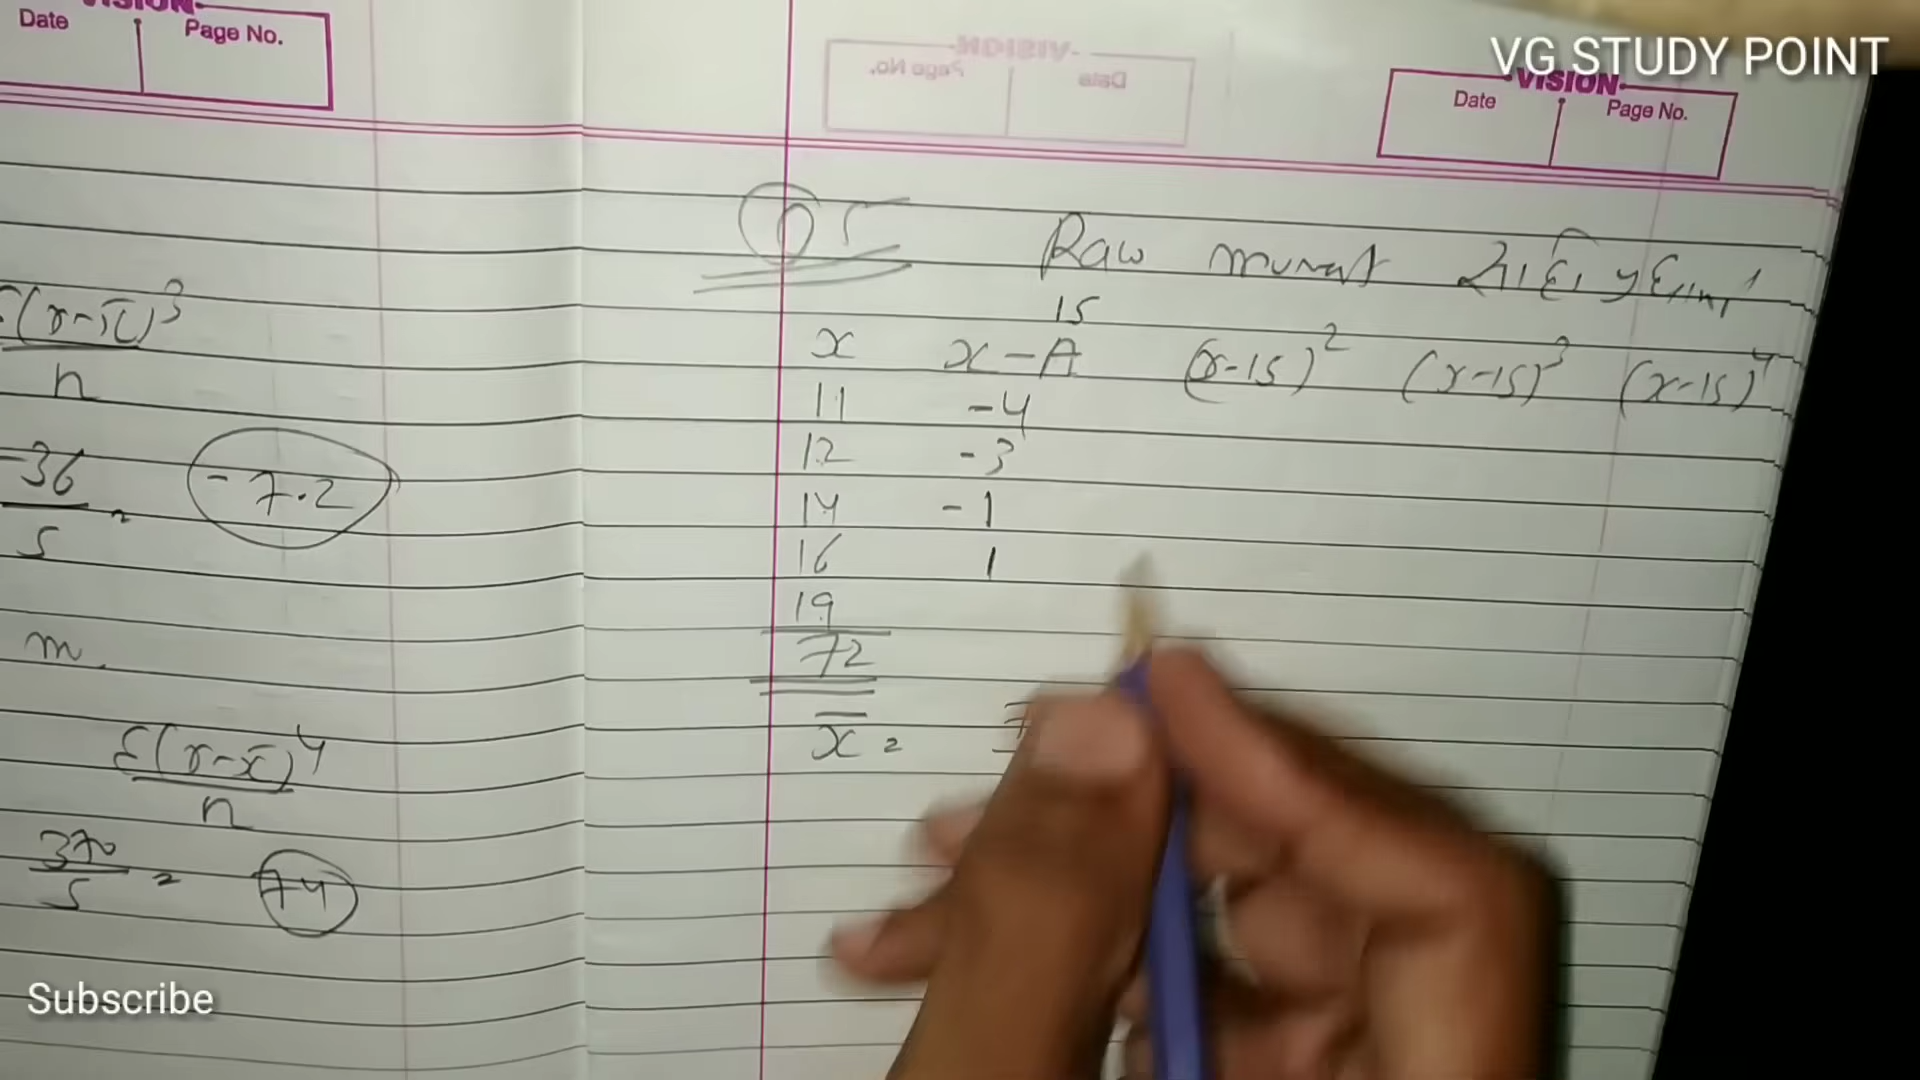 VISION
Date Page No.
VG STUDY POINT
VISION
Date Page No.
Σ(x-x̄)³
n
-36
5
=
-7.2
m.
Σ(x-x̄)⁴
n
370
5
=
74
Q5
Raw
15
x x-A (x-15)² (x-15)³ (x-15)⁴
11 -4
12 -3
14 -1
16 1
19
72
x̄ =
Subscribe